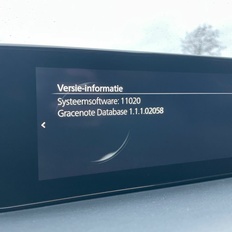 Versie-informatie
Systeemsoftware: 11020
Gracenote Database 1.1.1.02058